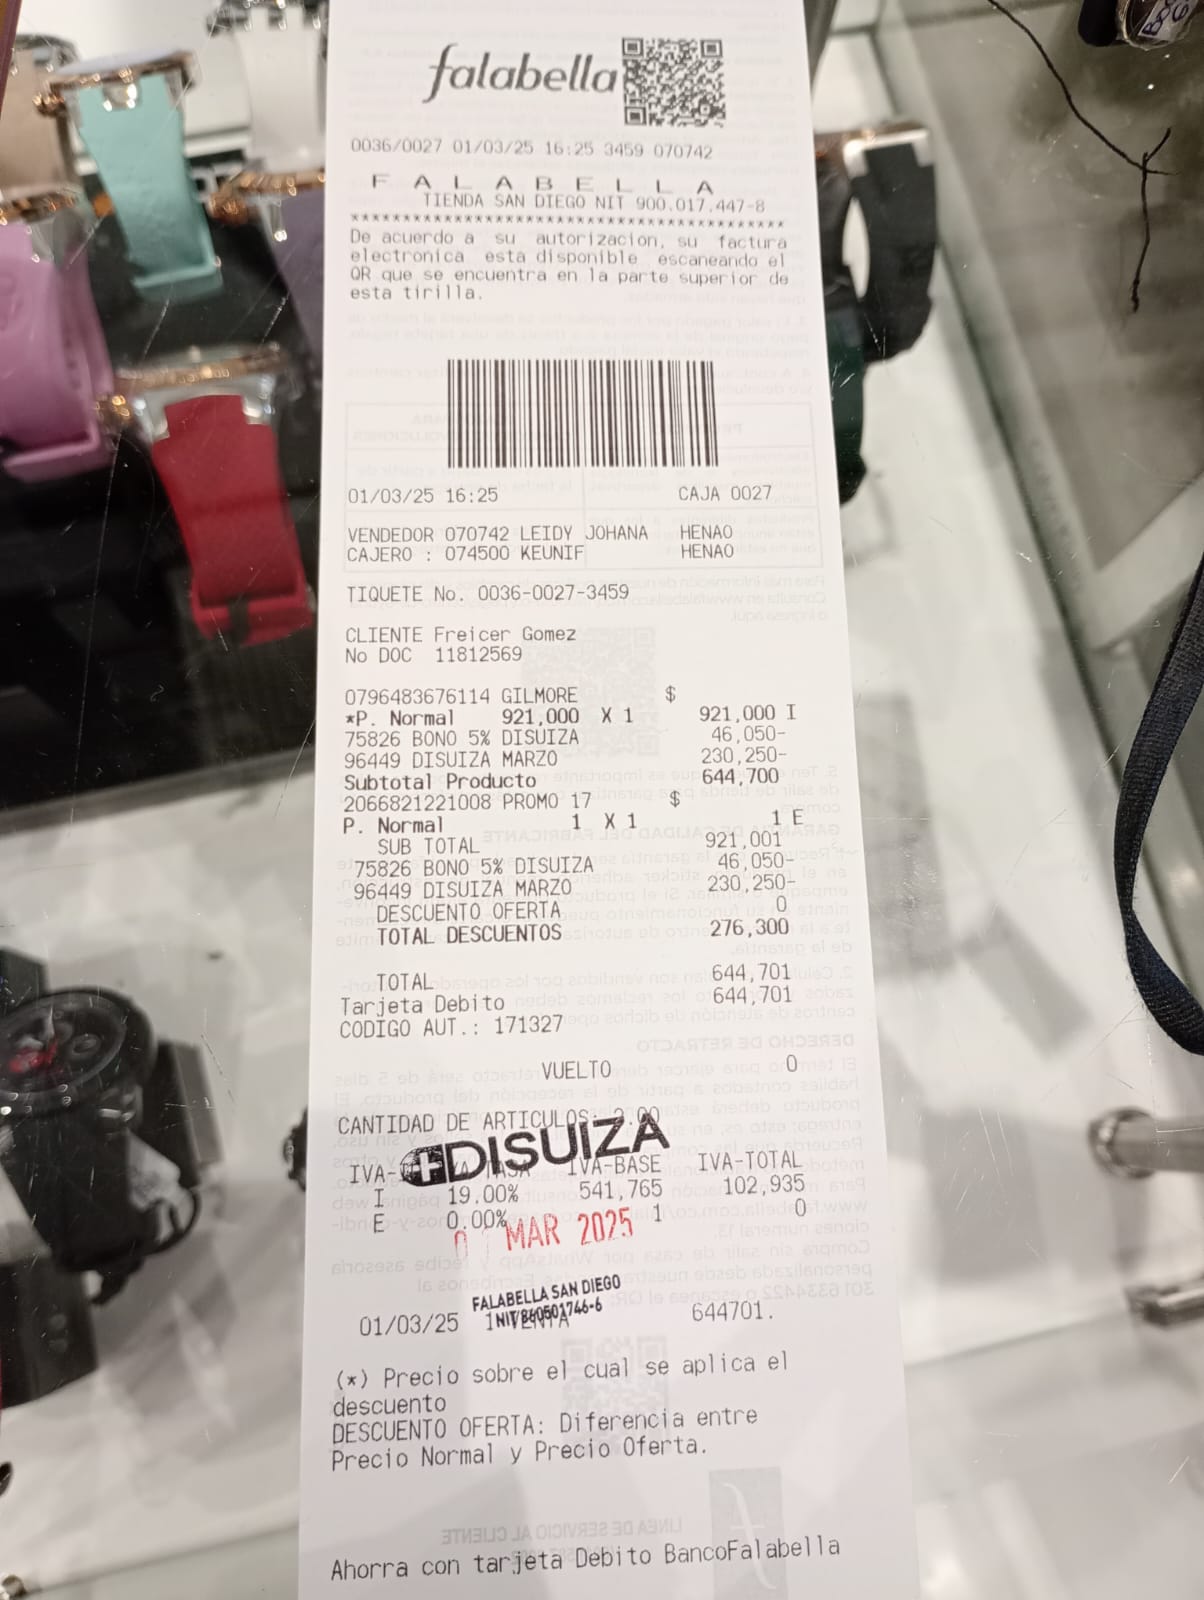 falabella
0036/0027 01/03/25 16:25 3459 070742
F A L A B E L L A
TIENDA SAN DIEGO NIT 900.017.447-8
****************************************
De acuerdo a su autorizacion, su factura
electronica esta disponible escaneando el
QR que se encuentra en la parte superior de
esta tirilla.
01/03/25 16:25 CAJA 0027
VENDEDOR 070742 LEIDY JOHANA HENAO
CAJERO : 074500 KEUNIF HENAO
TIQUETE No. 0036-0027-3459
CLIENTE Freicer Gomez
No DOC 11812569
0796483676114 GILMORE $
*P. Normal 921,000 X 1 921,000 I
75826 BONO 5% DISUIZA 46,050-
96449 DISUIZA MARZO 230,250-
Subtotal Producto 644,700
2066821221008 PROMO 17 $
P. Normal 1 X 1 1 E
SUB TOTAL 921,001
75826 BONO 5% DISUIZA 46,050-
96449 DISUIZA MARZO 230,250-
DESCUENTO OFERTA 0
TOTAL DESCUENTOS 276,300
TOTAL 644,701
Tarjeta Debito 644,701
CODIGO AUT.: 171327
VUELTO 0
CANTIDAD DE ARTICULOS: 2.00
DISUIZA
IVA- IVA-BASE IVA-TOTAL
I 19.00% 541,765 102,935
E 0.00% 1 0
MAR 2025
FALABELLA SAN DIEGO
NIT/860501746-6
01/03/25 644701.
(*) Precio sobre el cual se aplica el
descuento
DESCUENTO OFERTA: Diferencia entre
Precio Normal y Precio Oferta.
Ahorra con tarjeta Debito BancoFalabella